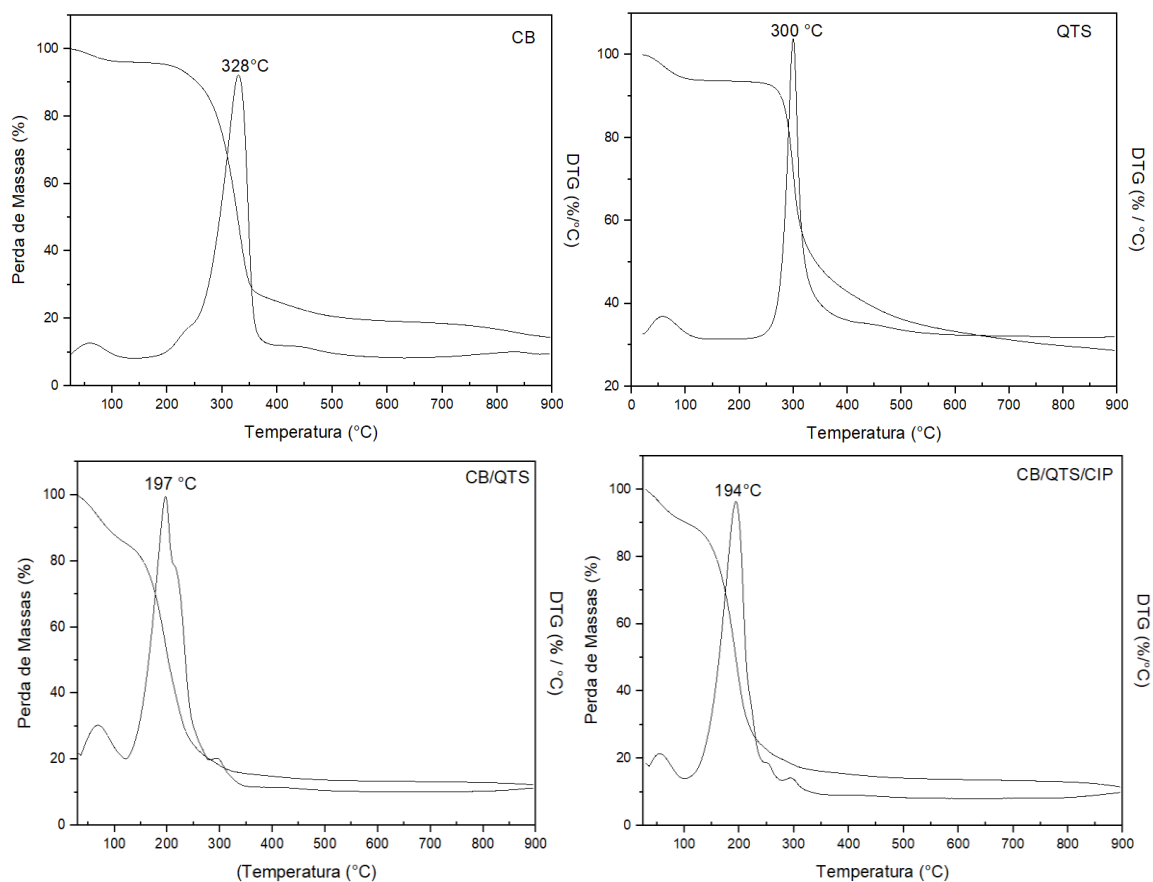 CB
328°C
Perda de Massas (%)
100
80
60
40
20
0
DTG (%/°C)
100 200 300 400 500 600 700 800 900
Temperatura (°C)
QTS
300 °C
100
80
60
40
20
DTG (% / °C)
0 100 200 300 400 500 600 700 800 900
Temperatura (°C)
CB/QTS
197 °C
Perda de Massas (%)
100
80
60
40
20
0
DTG (% / °C)
100 200 300 400 500 600 700 800 900
(Temperatura (°C)
CB/QTS/CIP
194°C
Perda de Massas (%)
100
80
60
40
20
0
DTG (%/°C)
100 200 300 400 500 600 700 800 900
Temperatura (°C)